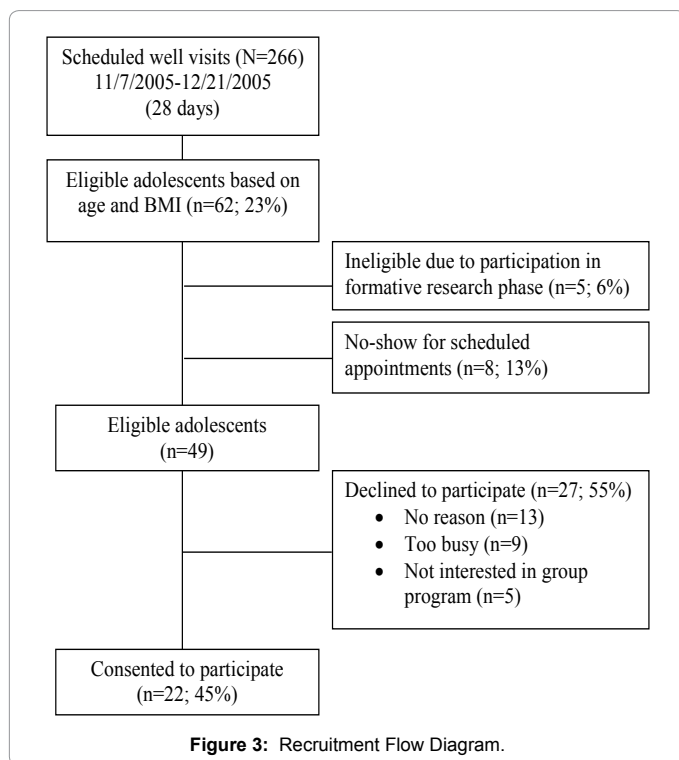 Scheduled well visits (N=266)
11/7/2005-12/21/2005
(28 days)
Eligible adolescents based on
age and BMI (n=62; 23%)
Ineligible due to participation in
formative research phase (n=5; 6%)
No-show for scheduled
appointments (n=8; 13%)
Eligible adolescents
(n=49)
Declined to participate (n=27; 55%)
• No reason (n=13)
• Too busy (n=9)
• Not interested in group
program (n=5)
Consented to participate
(n=22; 45%)
Figure 3: Recruitment Flow Diagram.